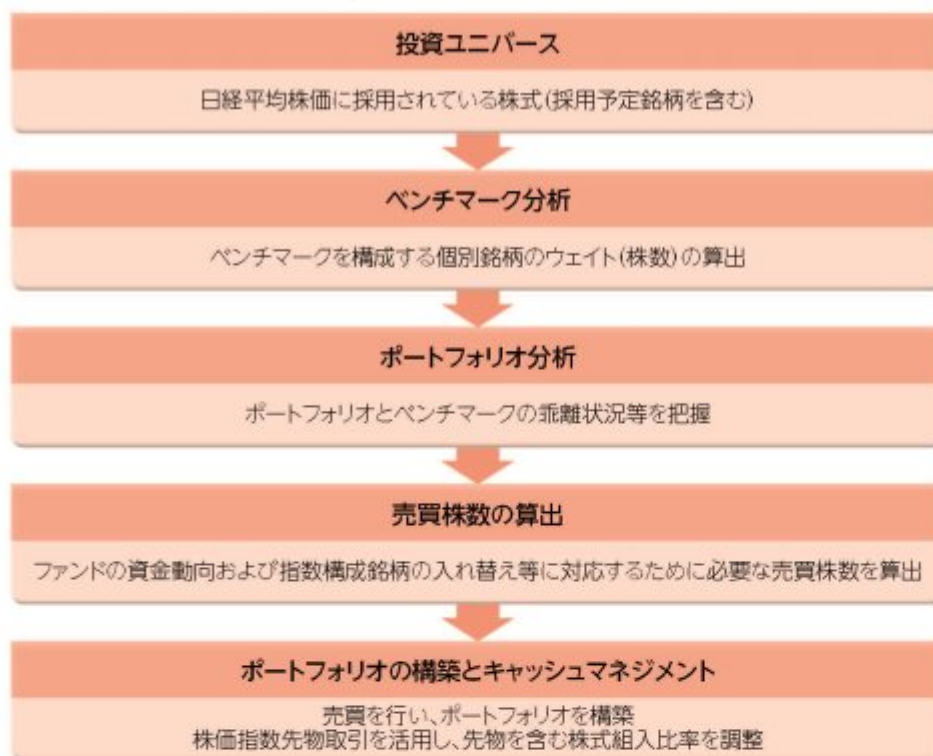 投資ユニバース
日経平均株価に採用されている株式(採用予定銘柄を含む)
ベンチマーク分析
ベンチマークを構成する個別銘柄のウェイト(株数)の算出
ポートフォリオ分析
ポートフォリオとベンチマークの乖離状況等を把握
売買株数の算出
ファンドの資金動向および指数構成銘柄の入れ替え等に対応するために必要な売買株数を算出
ポートフォリオの構築とキャッシュマネジメント
売買を行い、ポートフォリオを構築
株価指数先物取引を活用し、先物を含む株式組入比率を調整